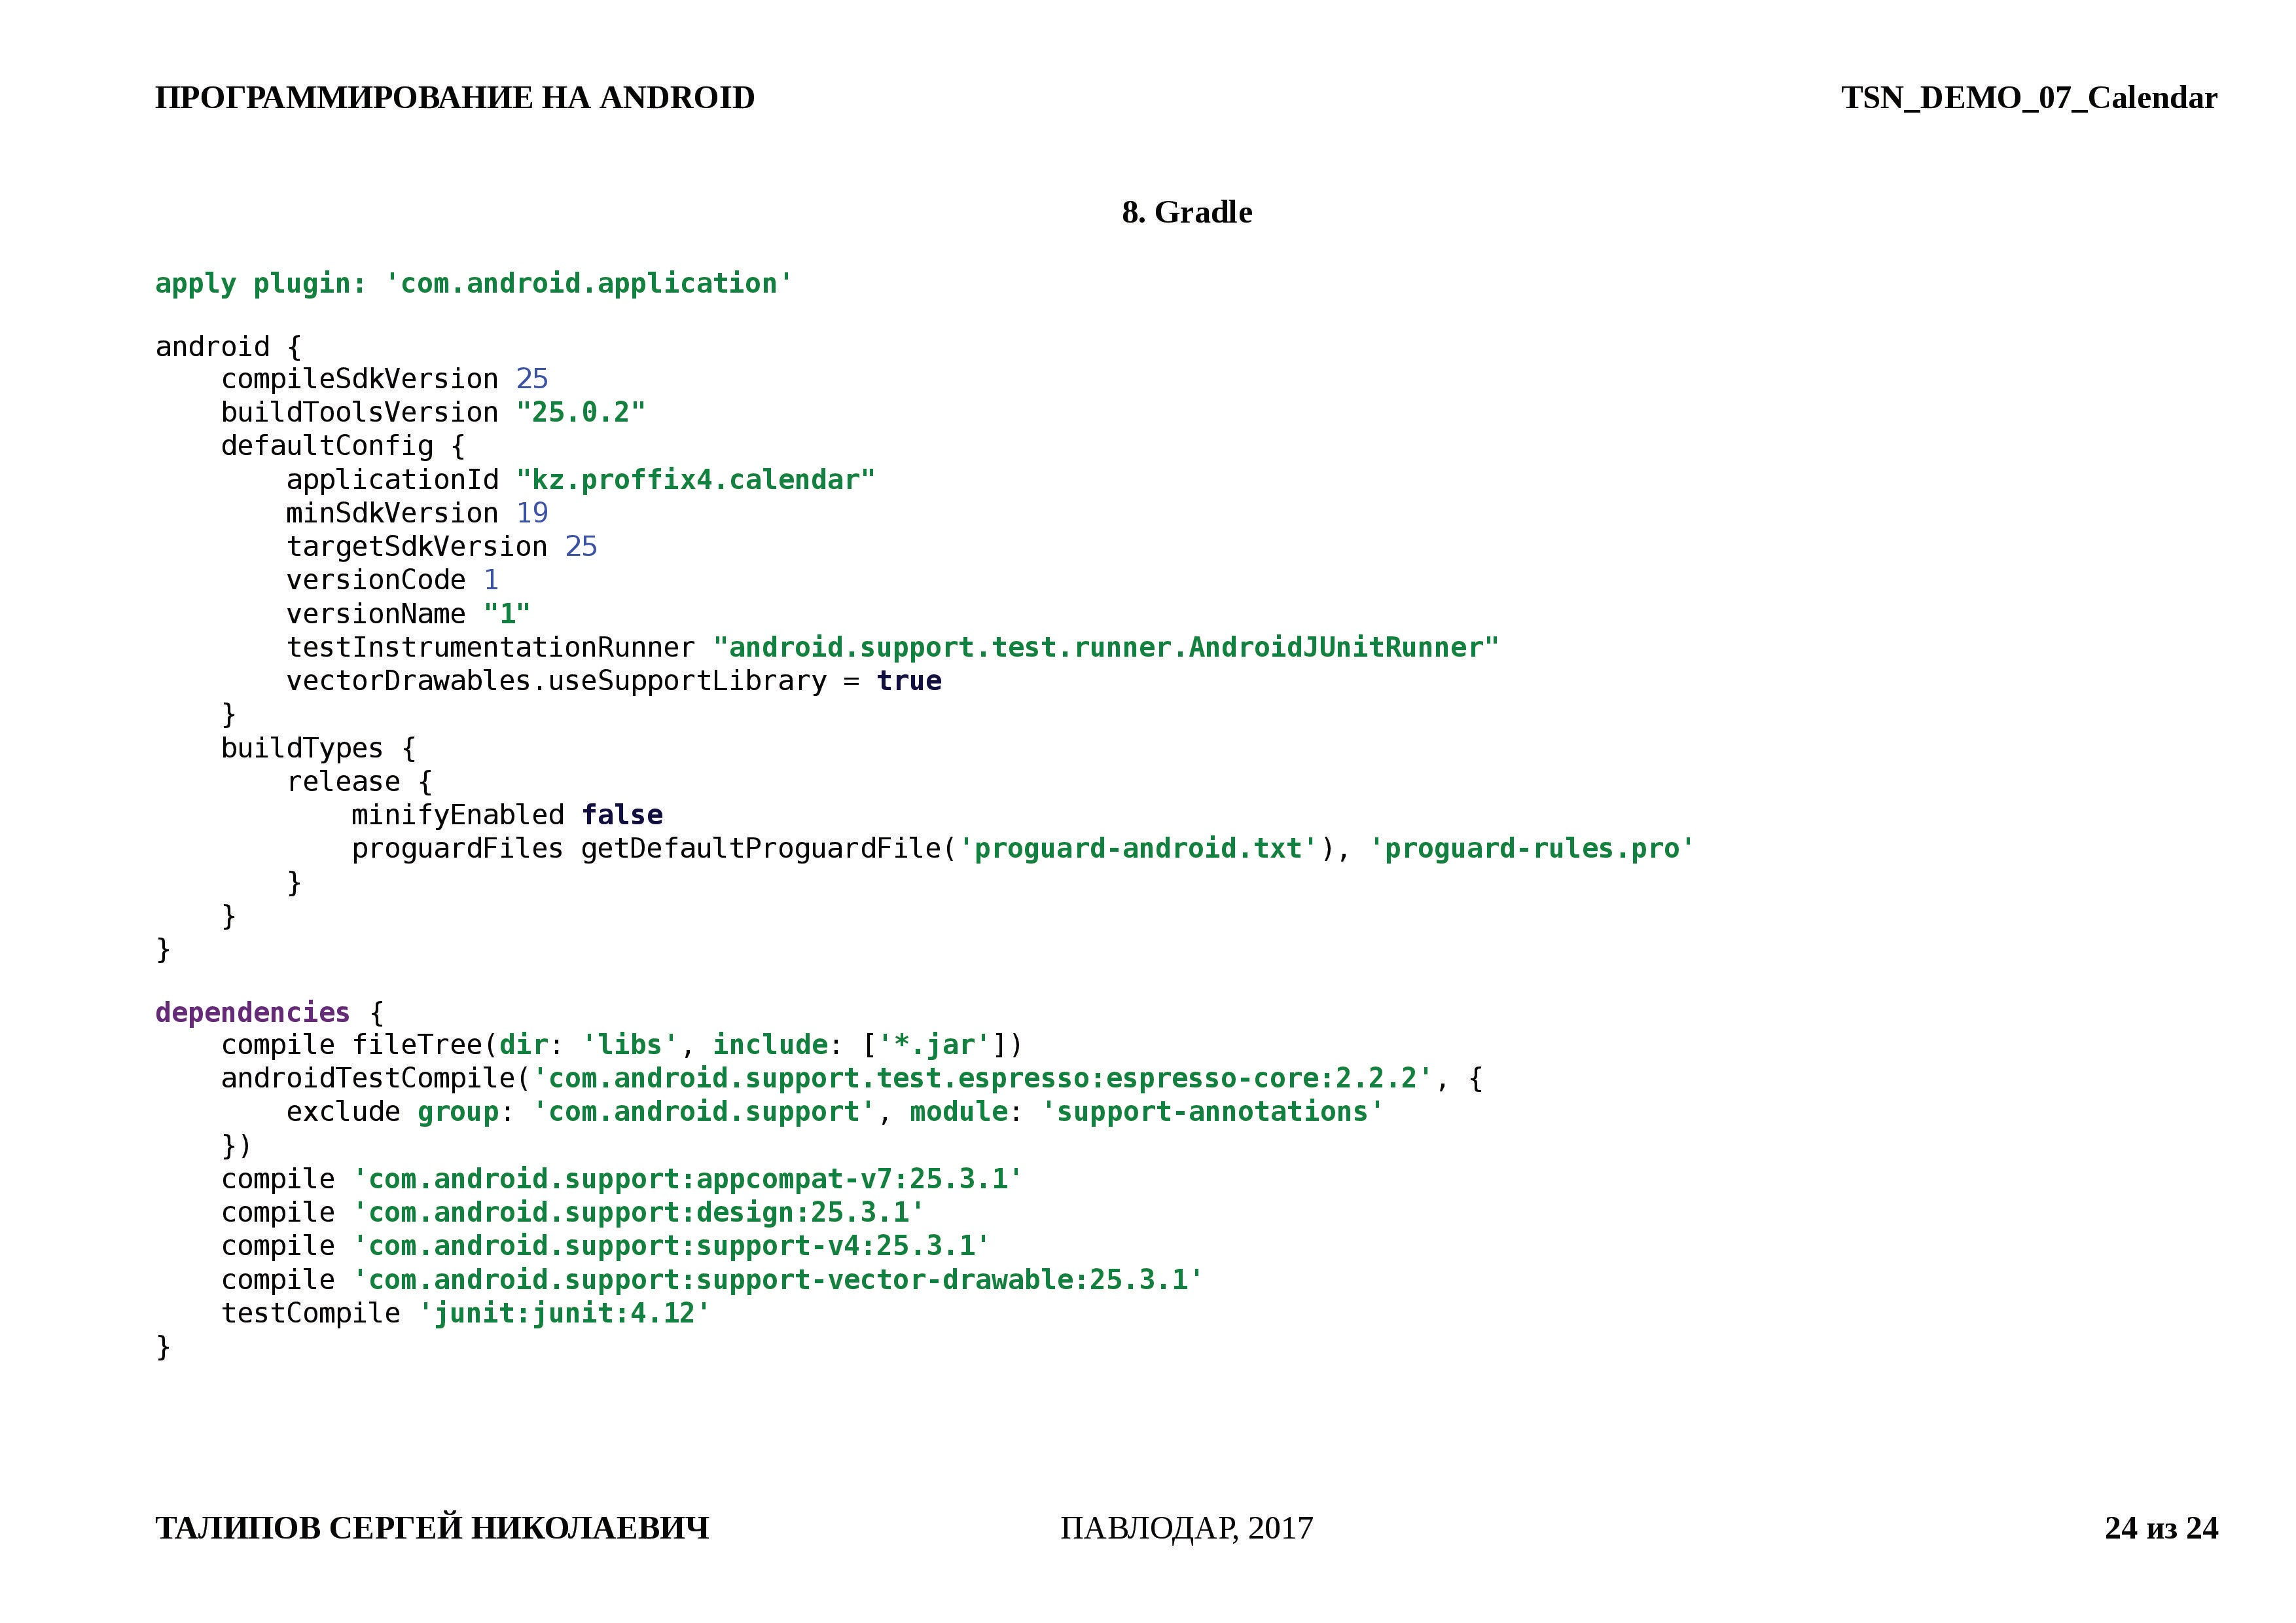 ПРОГРАММИРОВАНИЕ НА ANDROID TSN_DEMO_07_Calendar
8. Gradle
apply plugin: 'com.android.application'
android {
    compileSdkVersion 25
    buildToolsVersion "25.0.2"
    defaultConfig {
        applicationId "kz.proffix4.calendar"
        minSdkVersion 19
        targetSdkVersion 25
        versionCode 1
        versionName "1"
        testInstrumentationRunner "android.support.test.runner.AndroidJUnitRunner"
        vectorDrawables.useSupportLibrary = true
    }
    buildTypes {
        release {
            minifyEnabled false
            proguardFiles getDefaultProguardFile('proguard-android.txt'), 'proguard-rules.pro'
        }
    }
}
dependencies {
    compile fileTree(dir: 'libs', include: ['*.jar'])
    androidTestCompile('com.android.support.test.espresso:espresso-core:2.2.2', {
        exclude group: 'com.android.support', module: 'support-annotations'
    })
    compile 'com.android.support:appcompat-v7:25.3.1'
    compile 'com.android.support:design:25.3.1'
    compile 'com.android.support:support-v4:25.3.1'
    compile 'com.android.support:support-vector-drawable:25.3.1'
    testCompile 'junit:junit:4.12'
}
ТАЛИПОВ СЕРГЕЙ НИКОЛАЕВИЧ ПАВЛОДАР, 2017 24 из 24